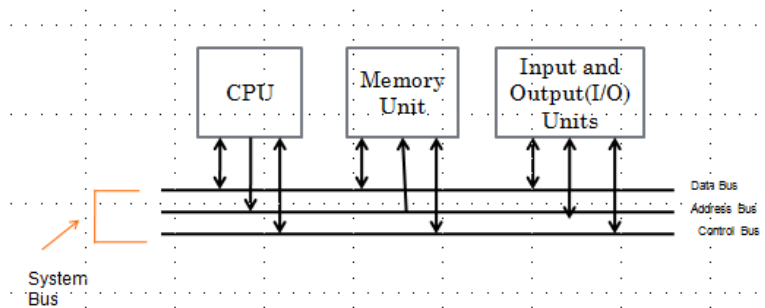 CPU
Memory
Unit
Input and
Output(I/O)
Units
Data Bus
Address Bus
Control Bus
System
Bus